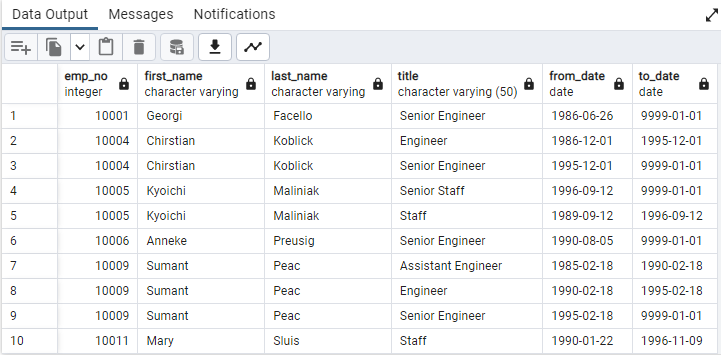 Data Output Messages Notifications
emp_no first_name last_name title from_date to_date
integer character varying character varying character varying (50) date date
1 10001 Georgi Facello Senior Engineer 1986-06-26 9999-01-01
2 10004 Chirstian Koblick Engineer 1986-12-01 1995-12-01
3 10004 Chirstian Koblick Senior Engineer 1995-12-01 9999-01-01
4 10005 Kyoichi Maliniak Senior Staff 1996-09-12 9999-01-01
5 10005 Kyoichi Maliniak Staff 1989-09-12 1996-09-12
6 10006 Anneke Preusig Senior Engineer 1990-08-05 9999-01-01
7 10009 Sumant Peac Assistant Engineer 1985-02-18 1990-02-18
8 10009 Sumant Peac Engineer 1990-02-18 1995-02-18
9 10009 Sumant Peac Senior Engineer 1995-02-18 9999-01-01
10 10011 Mary Sluis Staff 1990-01-22 1996-11-09